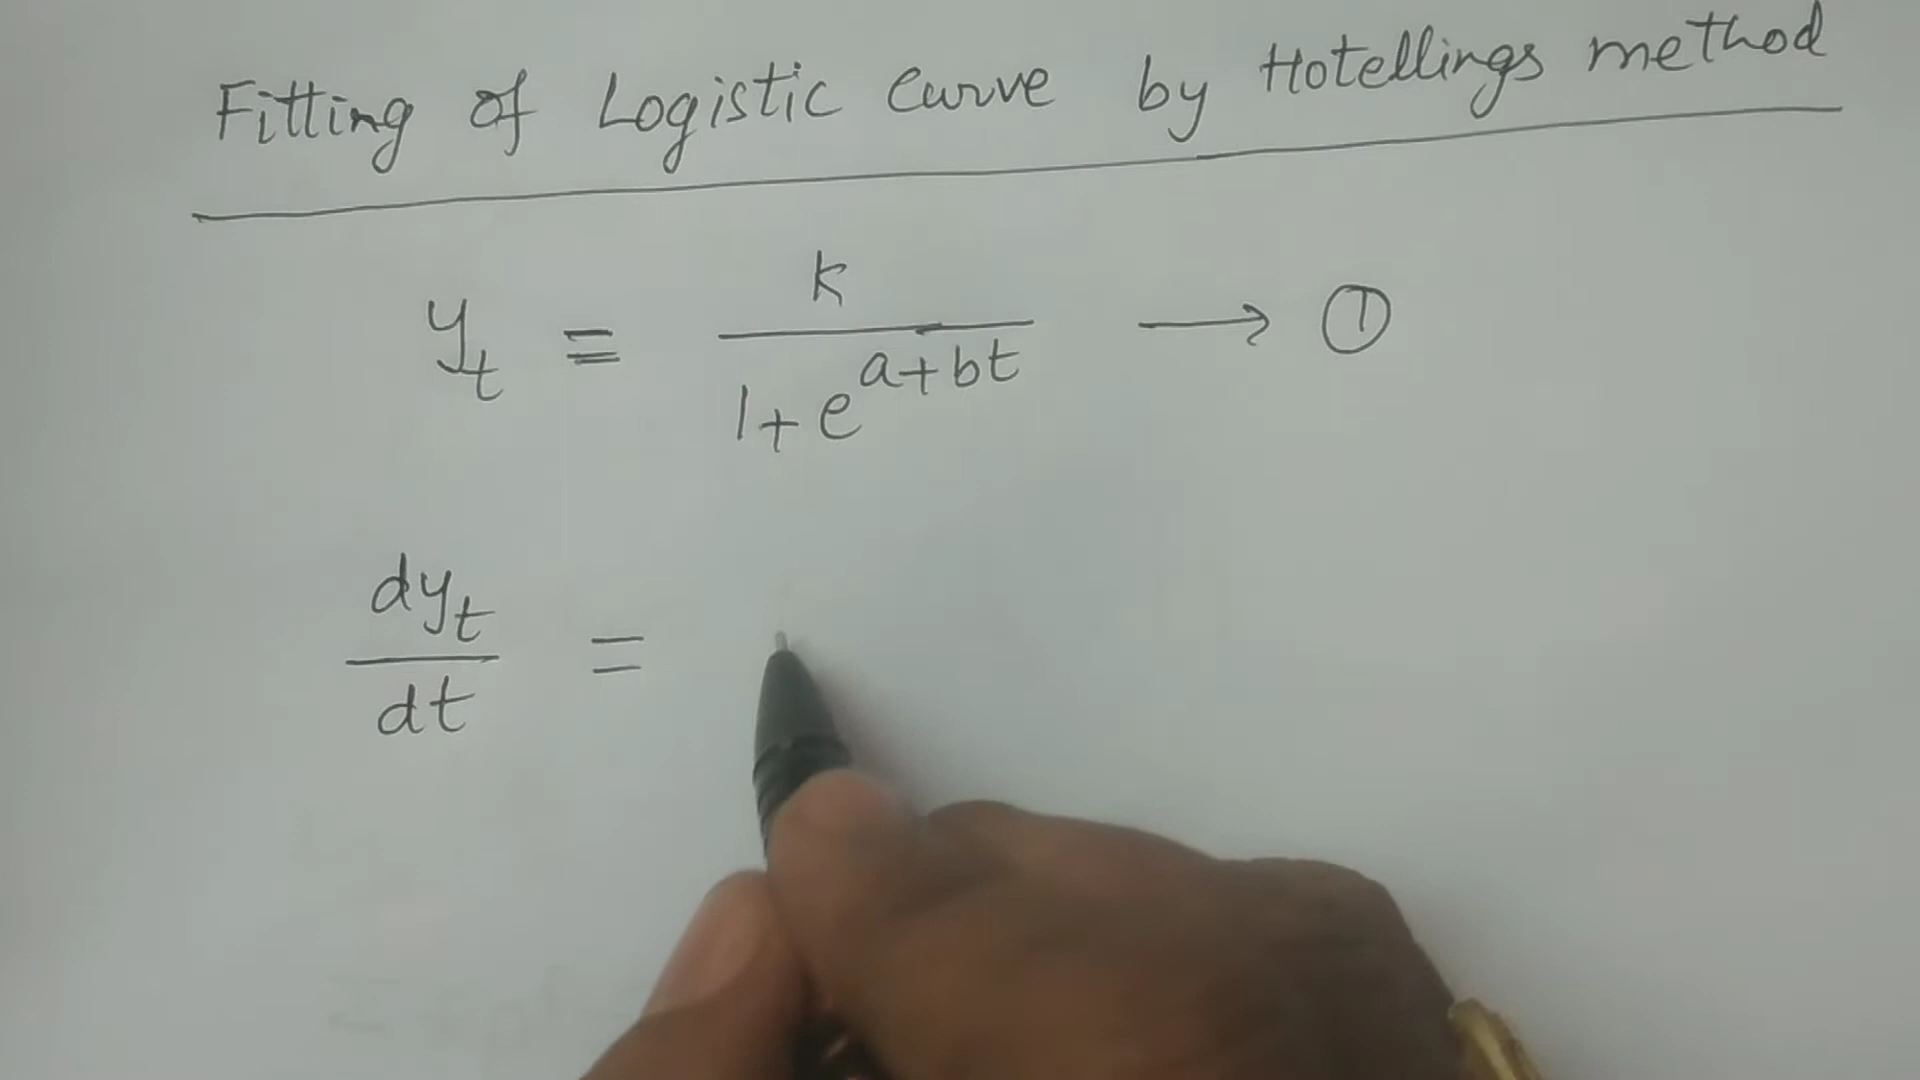 Fitting of Logistic Curve by Hotellings method
y_t = k / (1+e^(a+bt)) → ①
dy_t / dt =